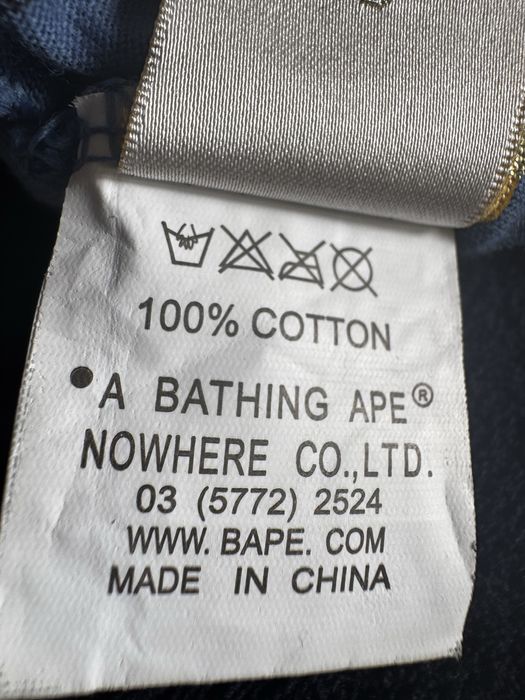 100% COTTON
•A BATHING APE®
NOWHERE CO.,LTD.
03 (5772) 2524
WWW. BAPE. COM
MADE IN CHINA